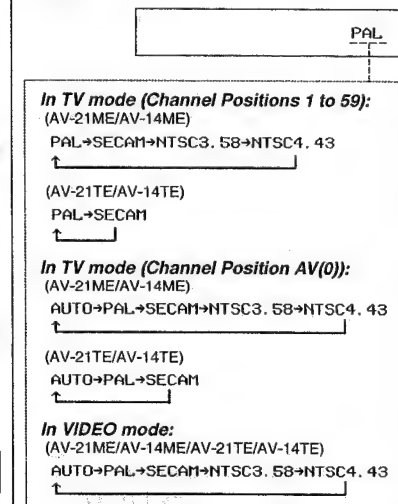 PAL
In TV mode (Channel Positions 1 to 59):
(AV-21ME/AV-14ME)
PAL→SECAM→NTSC3.58→NTSC4.43
(AV-21TE/AV-14TE)
PAL→SECAM
In TV mode (Channel Position AV(0)):
(AV-21ME/AV-14ME)
AUTO→PAL→SECAM→NTSC3.58→NTSC4.43
(AV-21TE/AV-14TE)
AUTO→PAL→SECAM
In VIDEO mode:
(AV-21ME/AV-14ME/AV-21TE/AV-14TE)
AUTO→PAL→SECAM→NTSC3.58→NTSC4.43